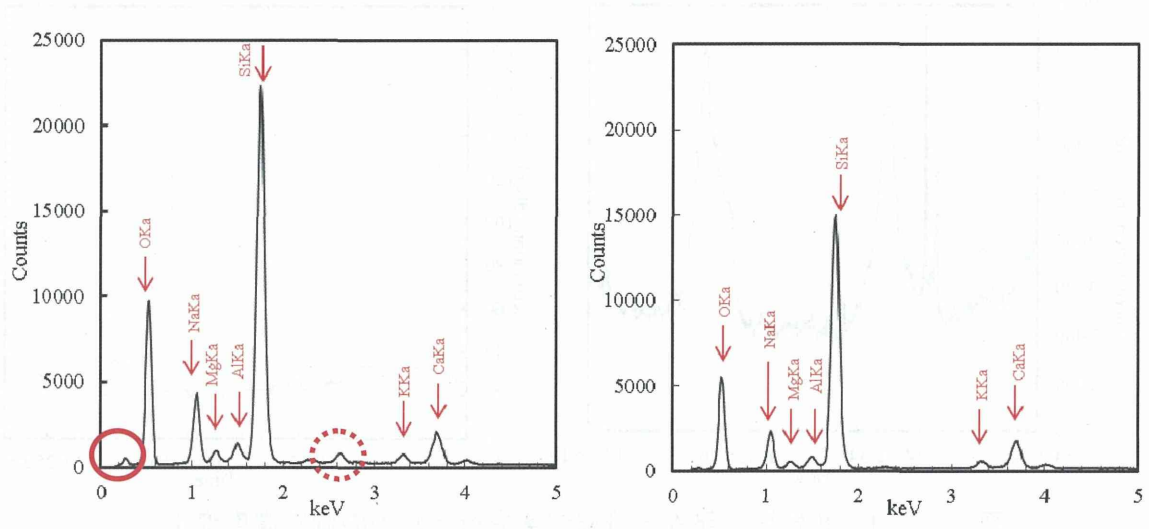 25000
20000
15000
10000
5000
0
Counts
OKa
NaKa
MgKa
AlKa
SiKa
KKa
CaKa
0 1 2 3 4 5
keV
25000
20000
15000
10000
5000
0
Counts
OKa
NaKa
MgKa
AlKa
SiKa
KKa
CaKa
0 1 2 3 4 5
keV